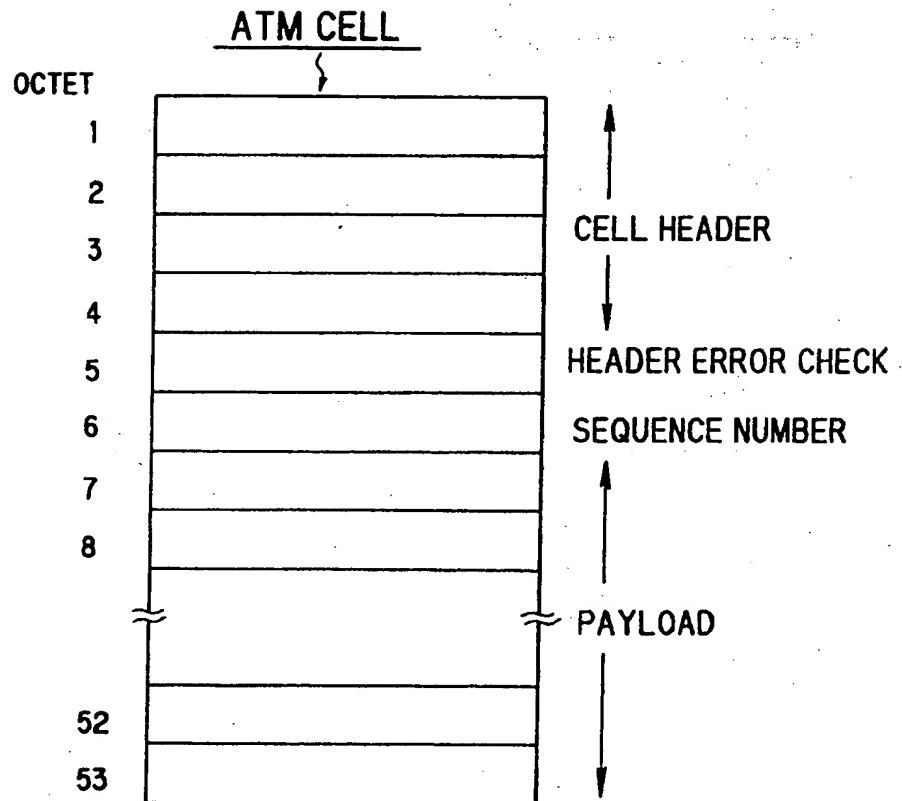 ATM CELL
OCTET
1
2
3
CELL HEADER
4
5
HEADER ERROR CHECK
6
SEQUENCE NUMBER
7
8
PAYLOAD
52
53